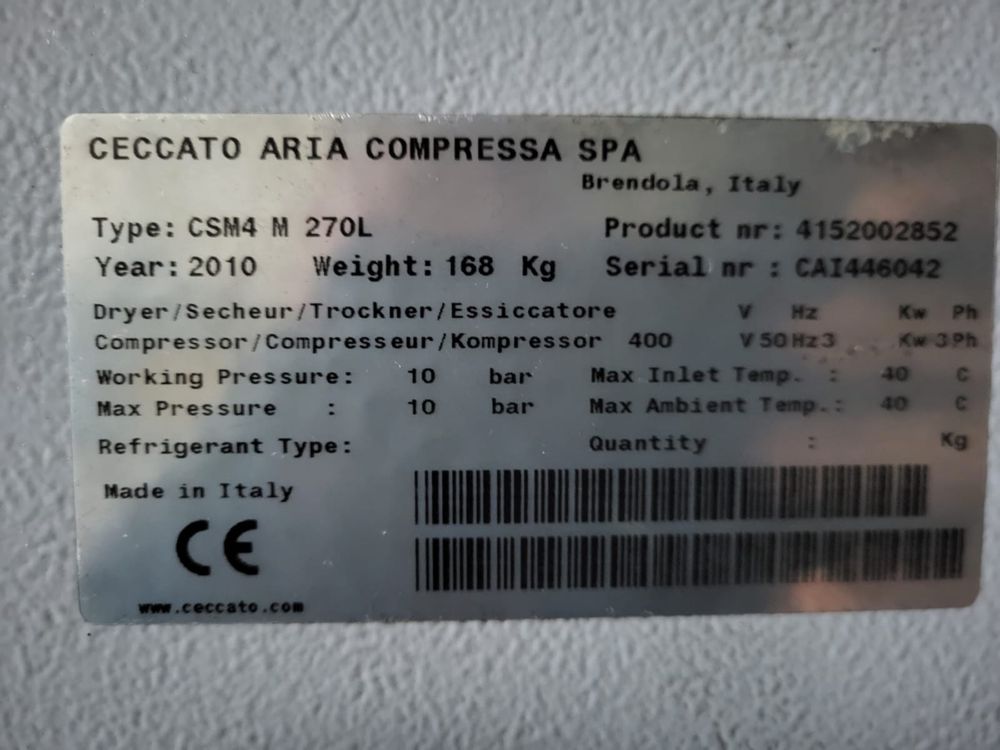 CECCATO ARIA COMPRESSA SPA
Brendola, Italy
Type: CSM4 M 270L Product nr: 4152002852
Year: 2010 Weight: 168 Kg Serial nr : CAI446042
Dryer/Secheur/Trockner/Essiccatore V Hz Kw Ph
Compressor/Compresseur/Kompressor 400 V 50 Hz 3 Kw 3 Ph
Working Pressure: 10 bar Max Inlet Temp. : 40 C
Max Pressure : 10 bar Max Ambient Temp.: 40 C
Refrigerant Type: Quantity : Kg
Made in Italy
CE
www.ceccato.com